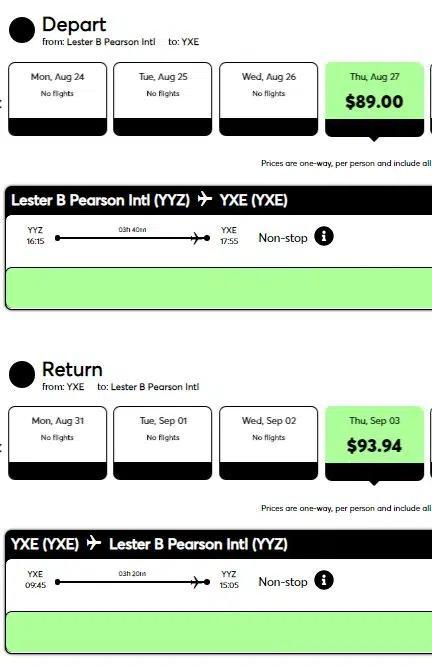 Depart
from: Lester B Pearson Intl to: YXE
Mon, Aug 24 Tue, Aug 25 Wed, Aug 26 Thu, Aug 27
No flights No flights No flights $89.00
Prices are one-way, per person and include all
Lester B Pearson Intl (YYZ) YXE (YXE)
YYZ 03h 40m YXE
16:15 17:55 Non-stop
Return
from: YXE to: Lester B Pearson Intl
Mon, Aug 31 Tue, Sep 01 Wed, Sep 02 Thu, Sep 03
No flights No flights No flights $93.94
Prices are one-way, per person and include all
YXE (YXE) Lester B Pearson Intl (YYZ)
YXE 03h 20m YYZ
09:45 15:05 Non-stop